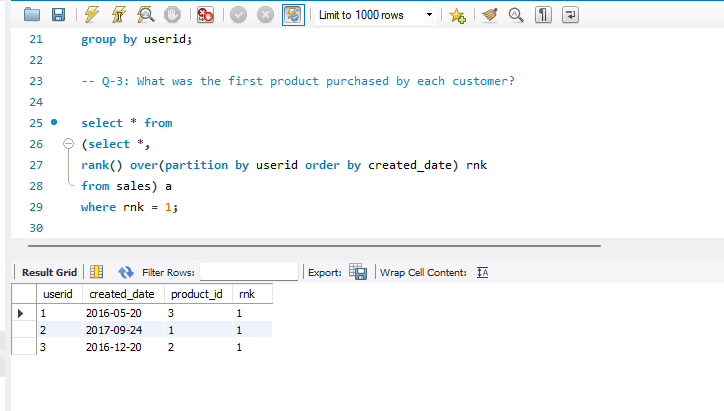 Limit to 1000 rows
21 group by userid;
22
23 -- Q-3: What was the first product purchased by each customer?
24
25 select * from
26 (select *,
27 rank() over(partition by userid order by created_date) rnk
28 from sales) a
29 where rnk = 1;
30
Result Grid Filter Rows: Export: Wrap Cell Content: IA
userid created_date product_id rnk
1 2016-05-20 3 1
2 2017-09-24 1 1
3 2016-12-20 2 1